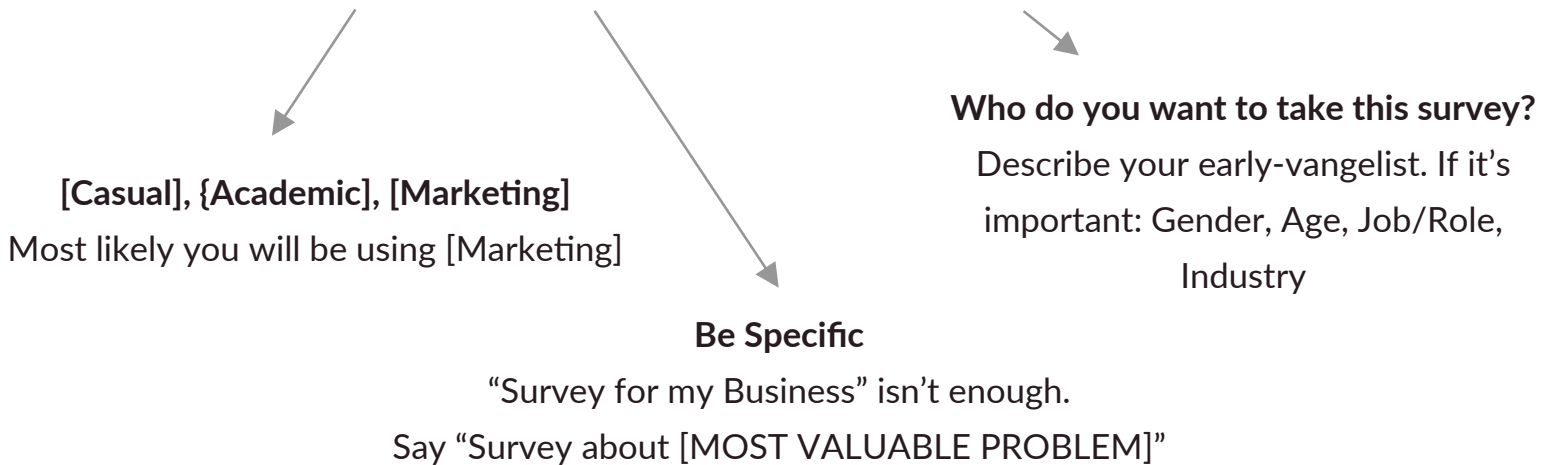 [Casual], {Academic], [Marketing]
Most likely you will be using [Marketing]
Be Specific
“Survey for my Business” isn’t enough.
Say “Survey about [MOST VALUABLE PROBLEM]”
Who do you want to take this survey?
Describe your early-vangelist. If it’s
important: Gender, Age, Job/Role,
Industry